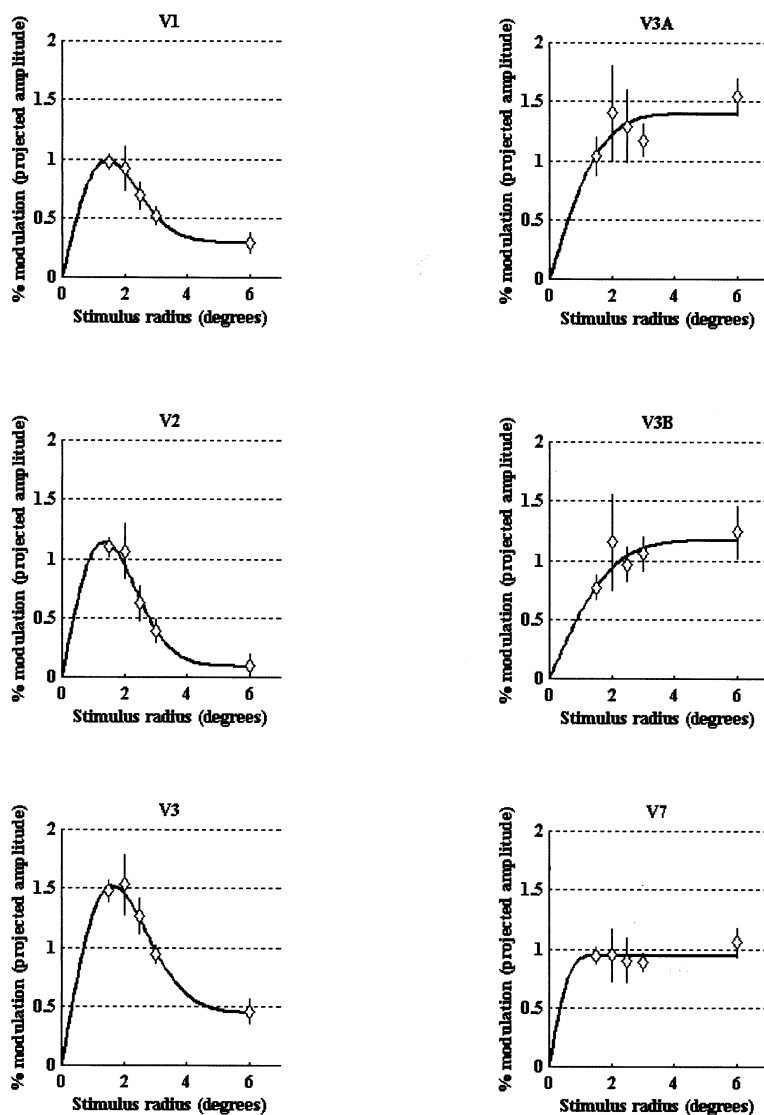 V1
% modulation (projected amplitude)
2
1.5
1
0.5
0
0 2 4 6
Stimulus radius (degrees)
V3A
% modulation (projected amplitude)
2
1.5
1
0.5
0
0 2 4 6
Stimulus radius (degrees)
V2
% modulation (projected amplitude)
2
1.5
1
0.5
0
0 2 4 6
Stimulus radius (degrees)
V3B
% modulation (projected amplitude)
2
1.5
1
0.5
0
0 2 4 6
Stimulus radius (degrees)
V3
% modulation (projected amplitude)
2
1.5
1
0.5
0
0 2 4 6
Stimulus radius (degrees)
V7
% modulation (projected amplitude)
2
1.5
1
0.5
0
0 2 4 6
Stimulus radius (degrees)